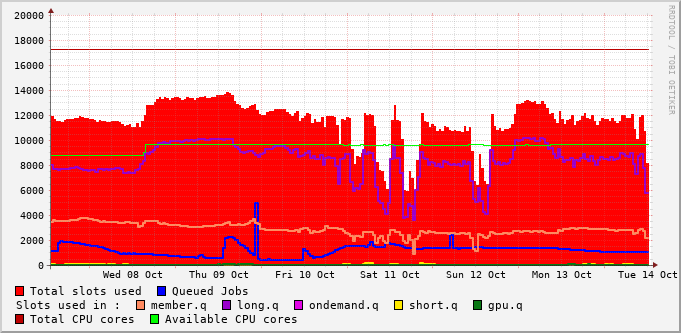 20000
18000
16000
14000
12000
10000
8000
6000
4000
2000
0
Wed 08 Oct Thu 09 Oct Fri 10 Oct Sat 11 Oct Sun 12 Oct Mon 13 Oct Tue 14 Oct
Total slots used Queued Jobs
Slots used in : member.q long.q ondemand.q short.q gpu.q
Total CPU cores Available CPU cores
RRDTOOL / TOBI OETIKER